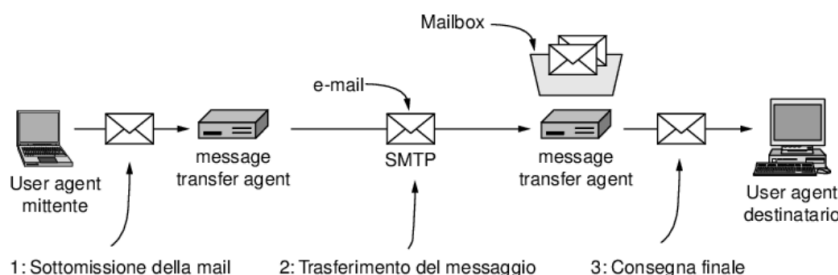 Mailbox
e-mail
SMTP
User agent
mittente
message
transfer agent
message
transfer agent
User agent
destinatario
1: Sottomissione della mail
2: Trasferimento del messaggio
3: Consegna finale